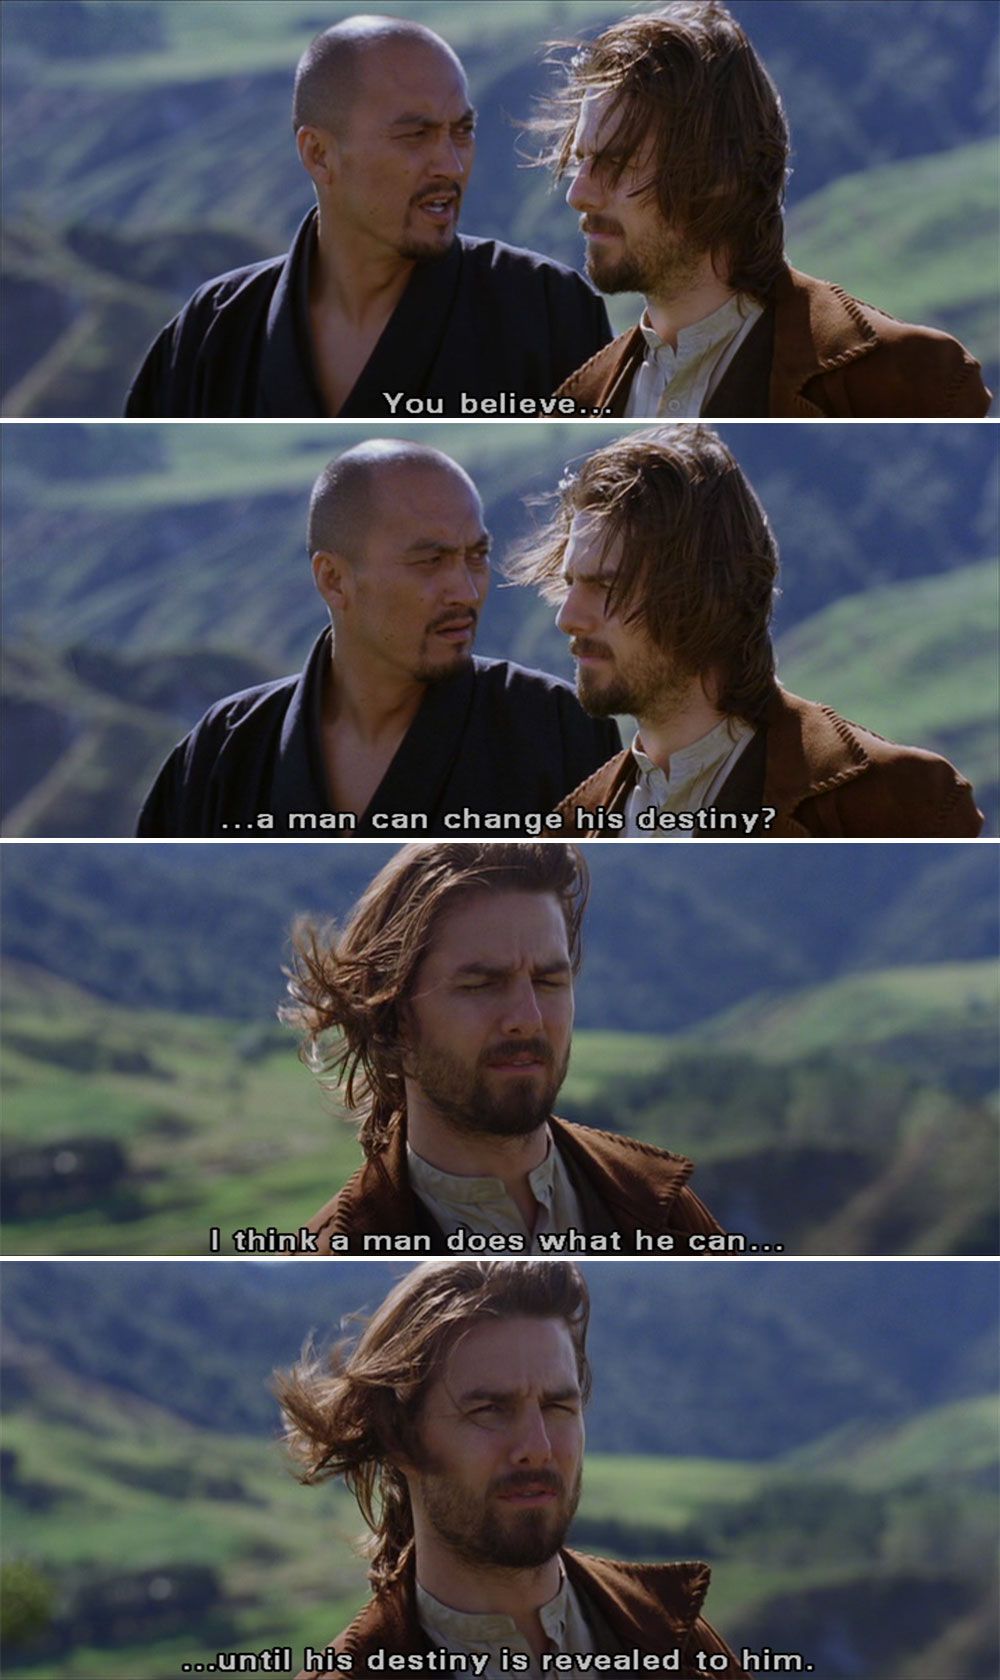 You believe...
...a man can change his destiny?
I think a man does what he can...
...until his destiny is revealed to him.